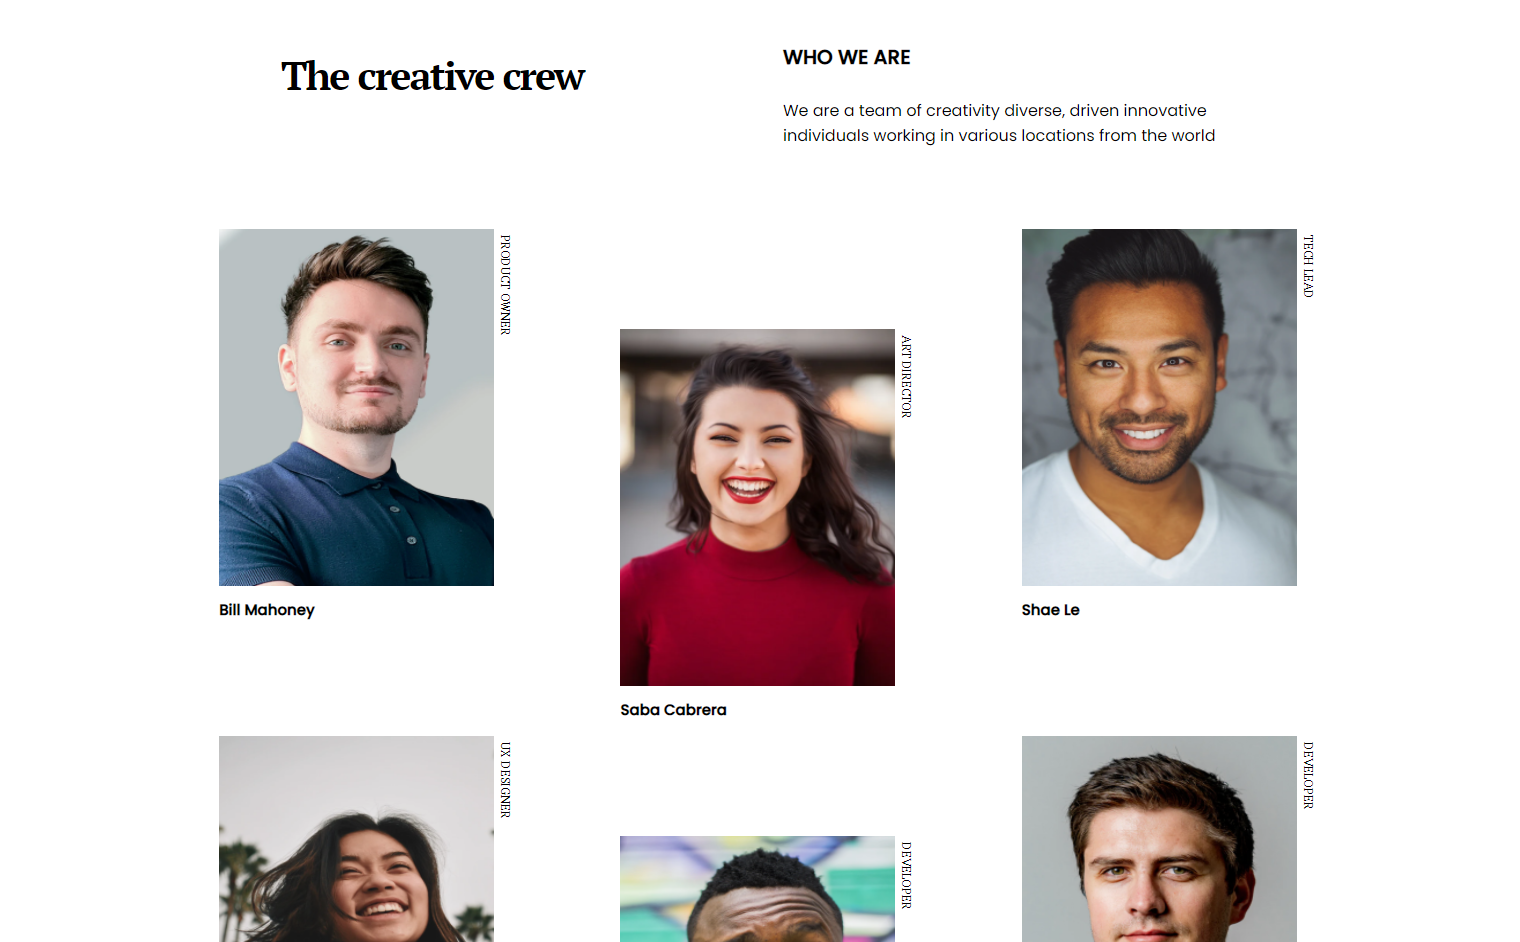 The creative crew
WHO WE ARE
We are a team of creativity diverse, driven innovative
individuals working in various locations from the world
PRODUCT OWNER
Bill Mahoney
ART DIRECTOR
Saba Cabrera
TECH LEAD
Shae Le
UX DESIGNER
DEVELOPER
DEVELOPER